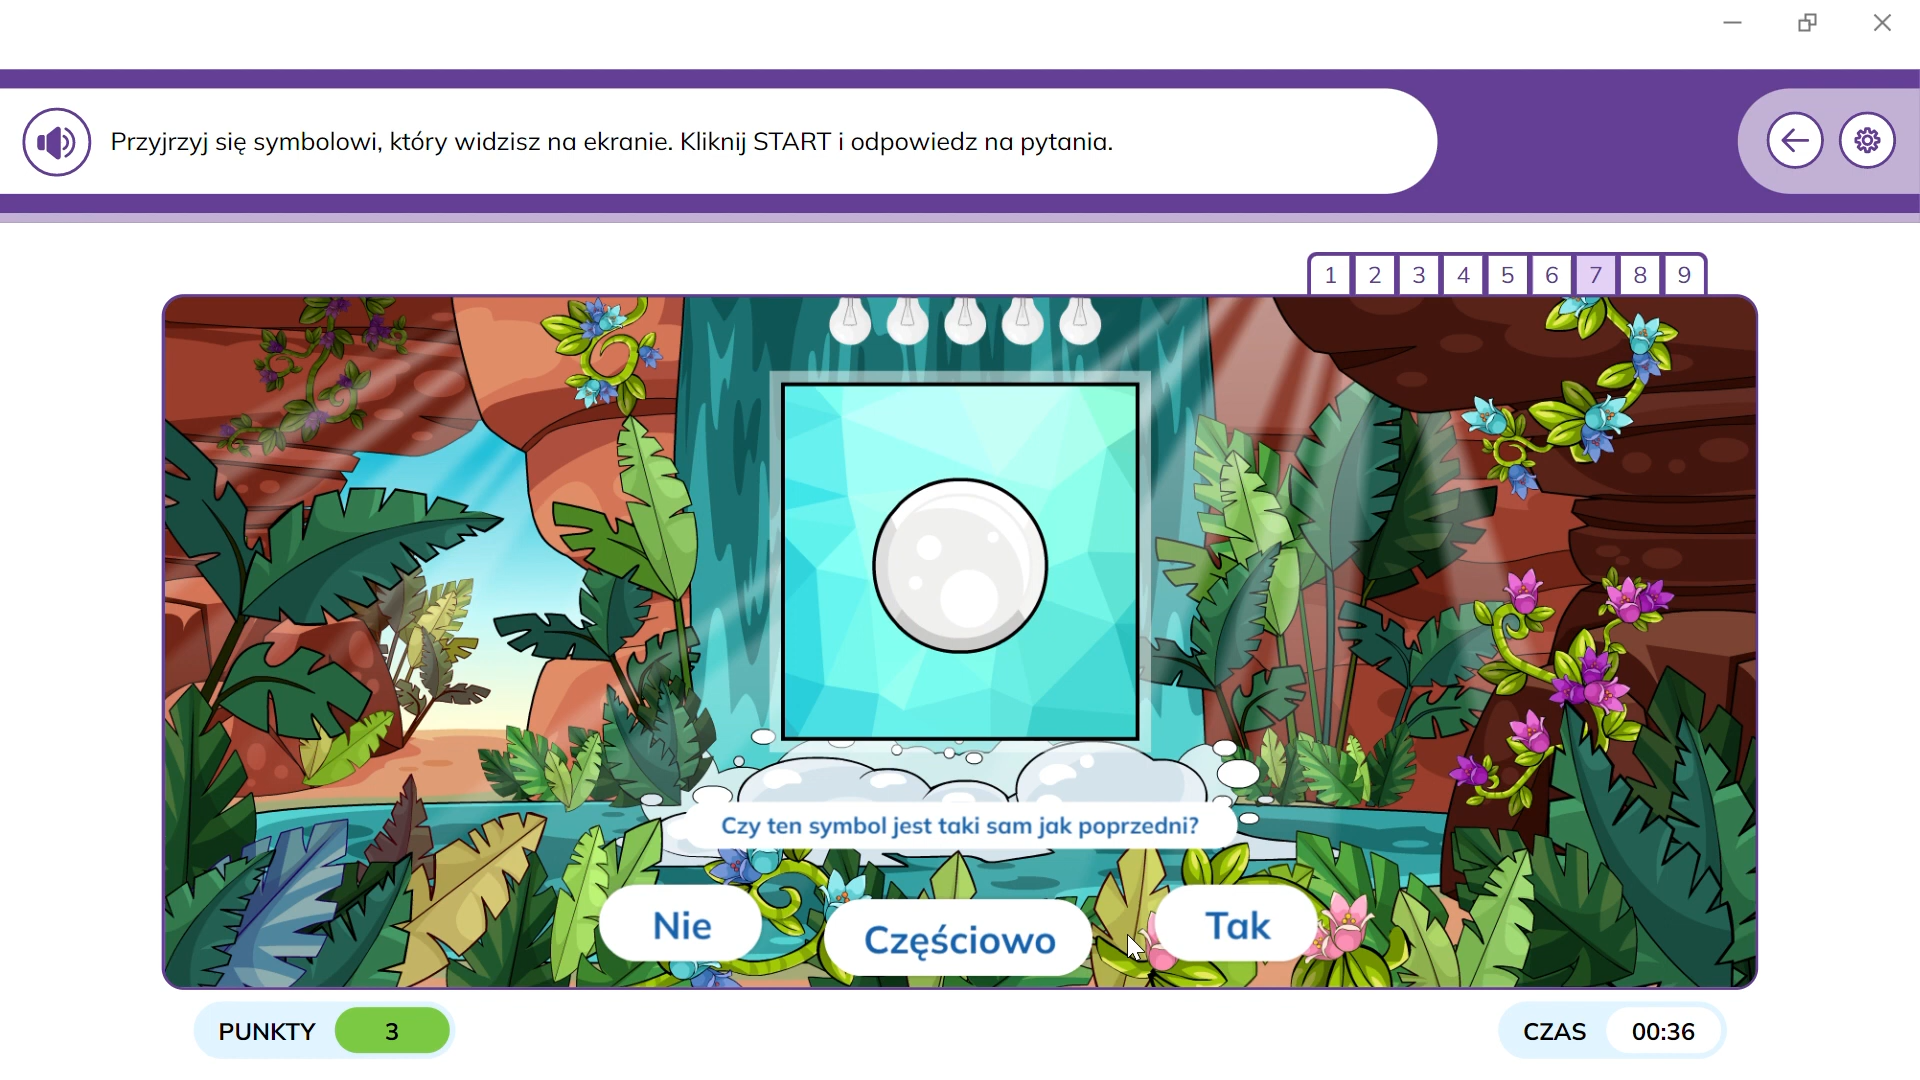 Przyjrzyj się symbolowi, który widzisz na ekranie. Kliknij START i odpowiedz na pytania.
1 2 3 4 5 6 7 8 9
Czy ten symbol jest taki sam jak poprzedni?
Nie
Częściowo
Tak
PUNKTY 3
CZAS 00:36